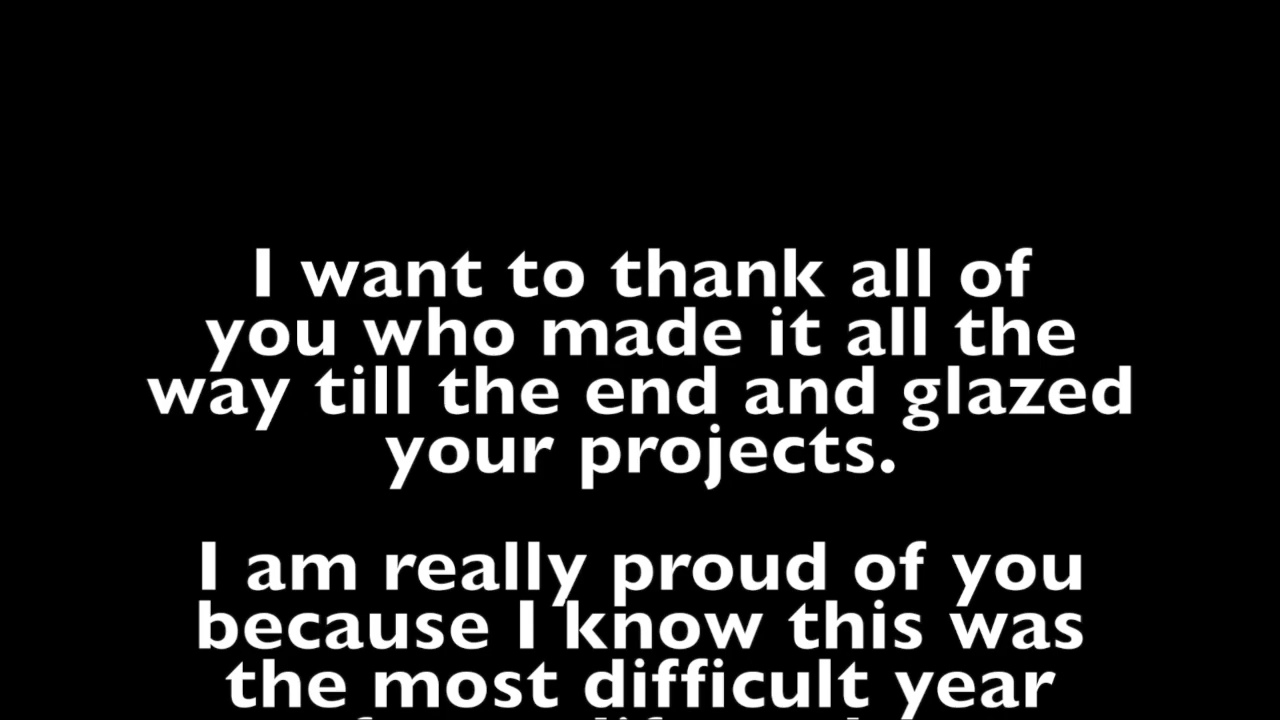 I want to thank all of
you who made it all the
way till the end and glazed
your projects.
I am really proud of you
because I know this was
the most difficult year